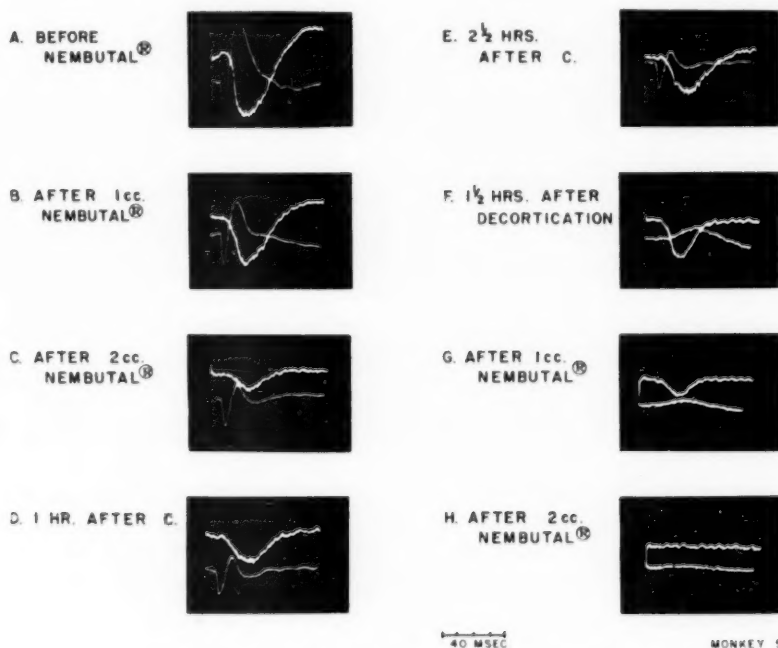 A. BEFORE
NEMBUTAL®
B. AFTER 1cc.
NEMBUTAL®
C. AFTER 2cc.
NEMBUTAL®
D. 1 HR. AFTER C.
E. 2½ HRS.
AFTER C.
F. 1½ HRS. AFTER
DECORTICATION
G. AFTER 1cc.
NEMBUTAL®
H. AFTER 2cc.
NEMBUTAL®
40 MSEC
MONKEY